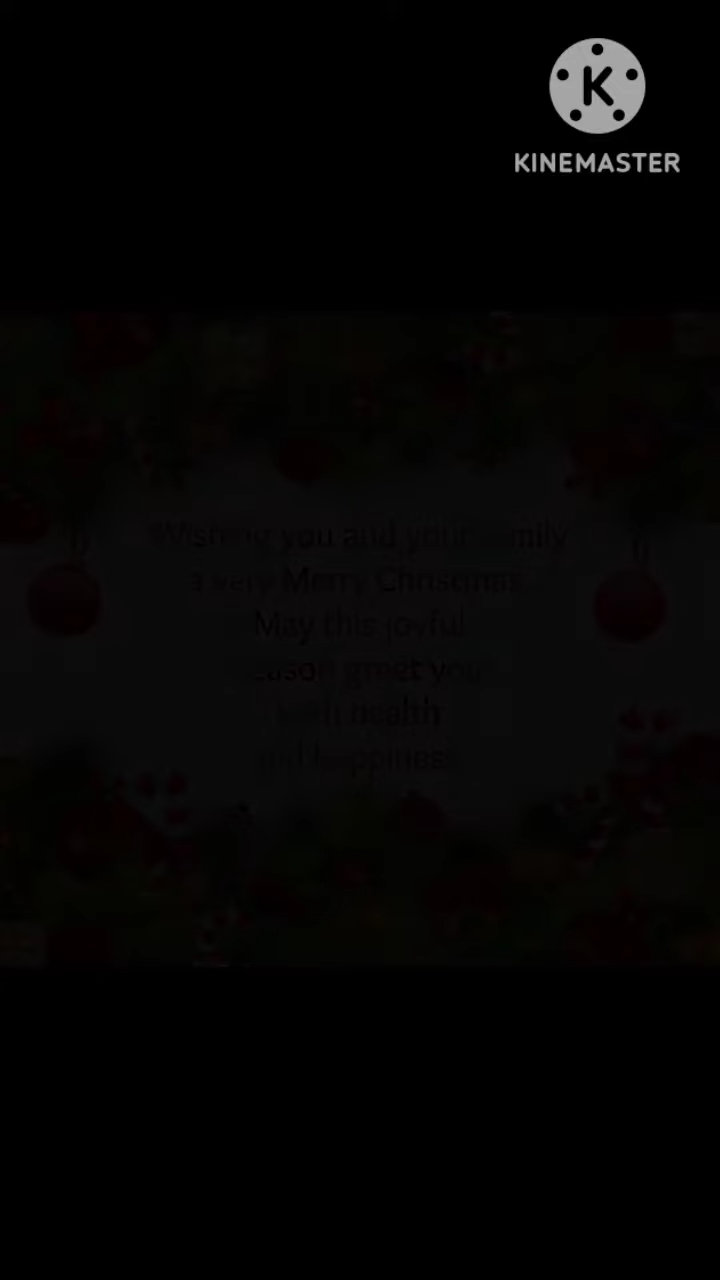 KINEMASTER
Wishing you and your family
a very Merry Christmas.
May this joyful
season greet you
with health
and happiness